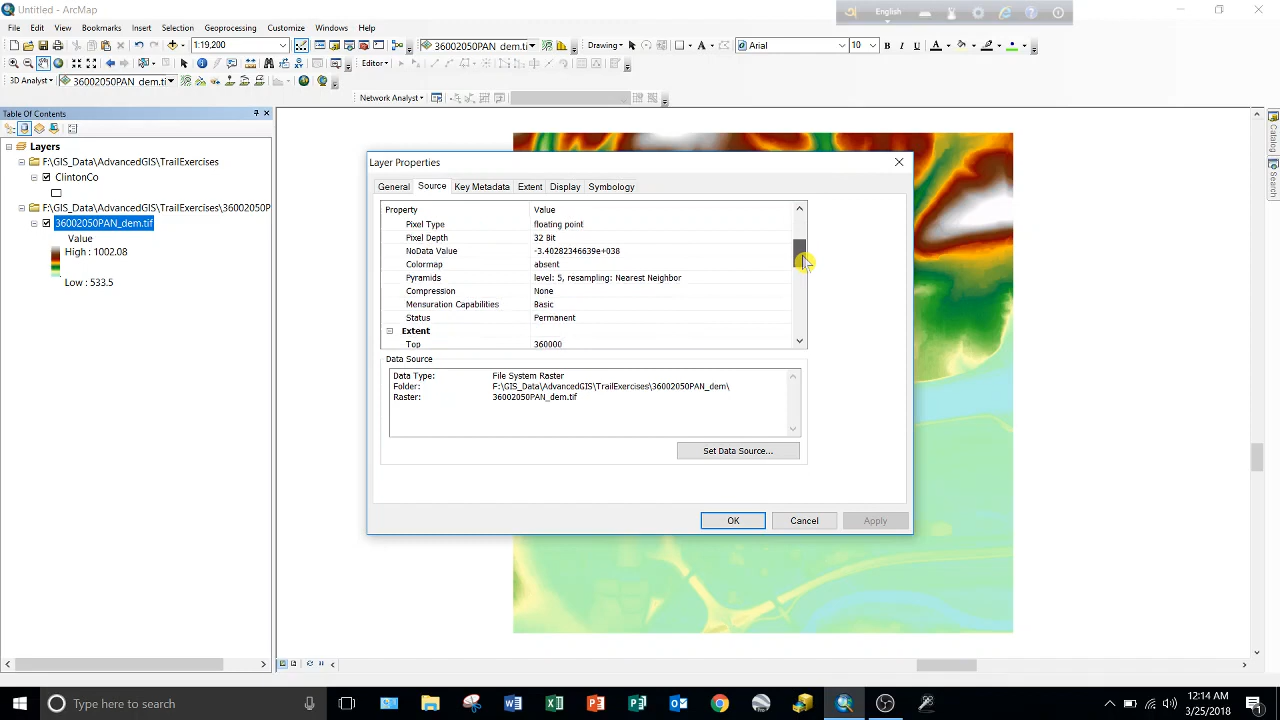 Untitled - ArcMap
English
File Edit View Bookmarks Insert Selection Geoprocessing Customize Windows Help
1:19,200
36002050PAN_dem.ti
Drawing
Arial
10
Editor
3D Analyst
36002050PAN_dem.ti
Network Analyst
Table Of Contents
Layers
F:\GIS_Data\AdvancedGIS\TrailExercises
ClintonCo
F:\GIS_Data\AdvancedGIS\TrailExercises\36002050P
36002050PAN_dem.tif
Value
High : 1002.08
Low : 533.5
Layer Properties
General Source Key Metadata Extent Display Symbology
Property Value
Pixel Type floating point
Pixel Depth 32 Bit
NoData Value -3.40282346639e+038
Colormap absent
Pyramids level: 5, resampling: Nearest Neighbor
Compression None
Mensuration Capabilities Basic
Status Permanent
Extent
Top 360000
Data Source
Data Type: File System Raster
Folder: F:\GIS_Data\AdvancedGIS\TrailExercises\36002050PAN_dem\
Raster: 36002050PAN_dem.tif
Set Data Source...
OK Cancel Apply
Catalog
Search
Type here to search
12:14 AM
3/25/2018